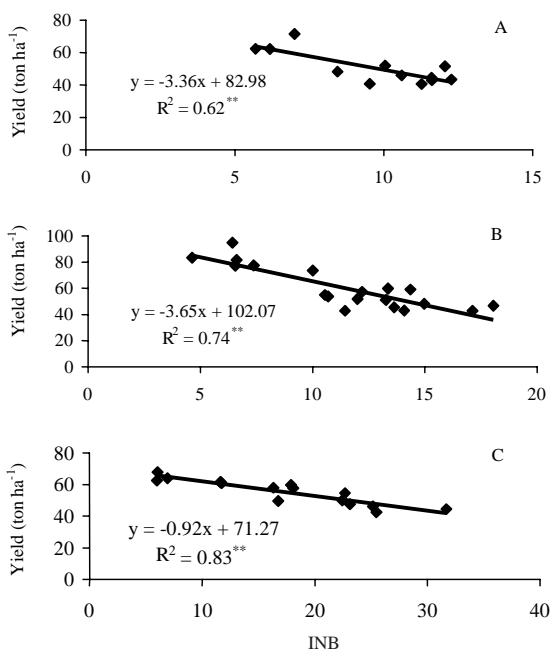 A
Yield (ton ha⁻¹)
80
60
40
20
0
y = -3.36x + 82.98
R² = 0.62**
0 5 10 15
B
Yield (ton ha⁻¹)
100
80
60
40
20
0
y = -3.65x + 102.07
R² = 0.74**
0 5 10 15 20
C
Yield (ton ha⁻¹)
80
60
40
20
0
y = -0.92x + 71.27
R² = 0.83**
0 10 20 30 40
INB